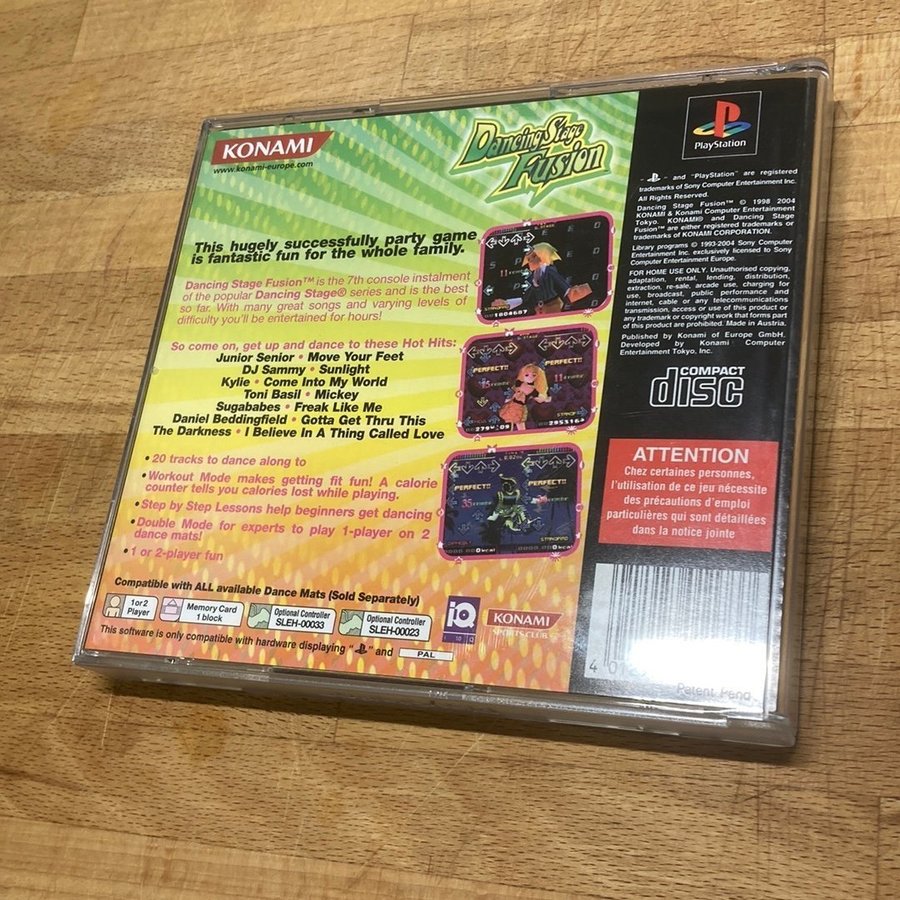 KONAMI
www.konami-europe.com
Dancing Stage
Fusion
This hugely successfully party game
is fantastic fun for the whole family.
Dancing Stage Fusion™ is the 7th console instalment
of the popular Dancing Stage® series and is the best
so far. With many great songs and varying levels of
difficulty you'll be entertained for hours!
So come on, get up and dance to these Hot Hits:
Junior Senior • Move Your Feet
DJ Sammy • Sunlight
Kylie • Come Into My World
Toni Basil • Mickey
Sugababes • Freak Like Me
Daniel Beddingfield • Gotta Get Thru This
The Darkness • I Believe In A Thing Called Love
• 20 tracks to dance along to
• Workout Mode makes getting fit fun! A calorie
counter tells you calories lost while playing.
• Step by Step Lessons help beginners get dancing
• Double Mode for experts to play 1-player on 2
dance mats!
• 1 or 2-player fun
PERFECT!!
PERFECT!!
PERFECT!!
PERFECT!!
STANDARD
STANDARD
Compatible with ALL available Dance Mats (Sold Separately)
1 or 2
Player
Memory Card
1 block
Optional Controller
SLEH-00033
Optional Controller
SLEH-00023
This software is only compatible with hardware displaying " " and PAL
iQ
KONAMI
SPORTS CLUB
PlayStation
" " and "PlayStation" are registered
trademarks of Sony Computer Entertainment Inc.
All Rights Reserved.
Dancing Stage Fusion™ © 1998 2004
KONAMI & Konami Computer Entertainment
Tokyo. KONAMI® and Dancing Stage
Fusion™ are either registered trademarks or
trademarks of KONAMI CORPORATION.
Library programs © 1993-2004 Sony Computer
Entertainment Inc. exclusively licensed to Sony
Computer Entertainment Europe.
FOR HOME USE ONLY. Unauthorised copying,
adaptation, rental, lending, distribution,
extraction, re-sale, arcade use, charging for
use, broadcast, public performance and
internet, cable or any telecommunications
transmission, access or use of this product or
any trademark or copyright work that forms part
of this product are prohibited. Made in Austria.
Published by Konami of Europe GmbH.
Developed by Konami Computer
Entertainment Tokyo, Inc.
COMPACT
disc
ATTENTION
Chez certaines personnes,
l'utilisation de ce jeu nécessite
des précautions d'emploi
particulières qui sont détaillées
dans la notice jointe
Patent Pend